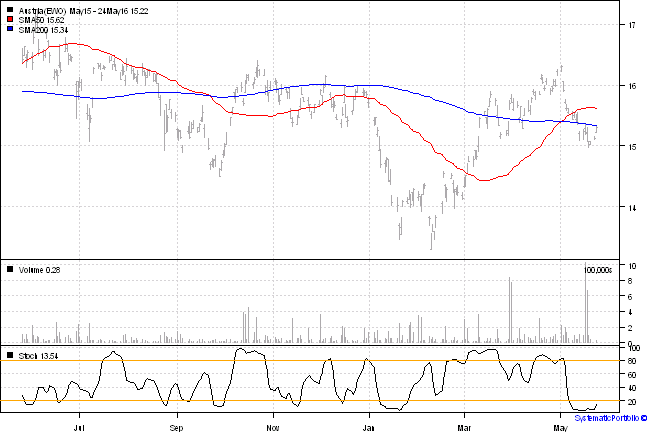 Austria(EWO) May15 - 24May16 15.22
SMA50 15.62
SMA200 15.34
17
16
15
14
Volume 0.28
10
100,000s
8
6
4
2
0
Stoch 13.54
100
80
60
40
20
Jul Sep Nov Jan Mar May
SystematicPortfolio ©